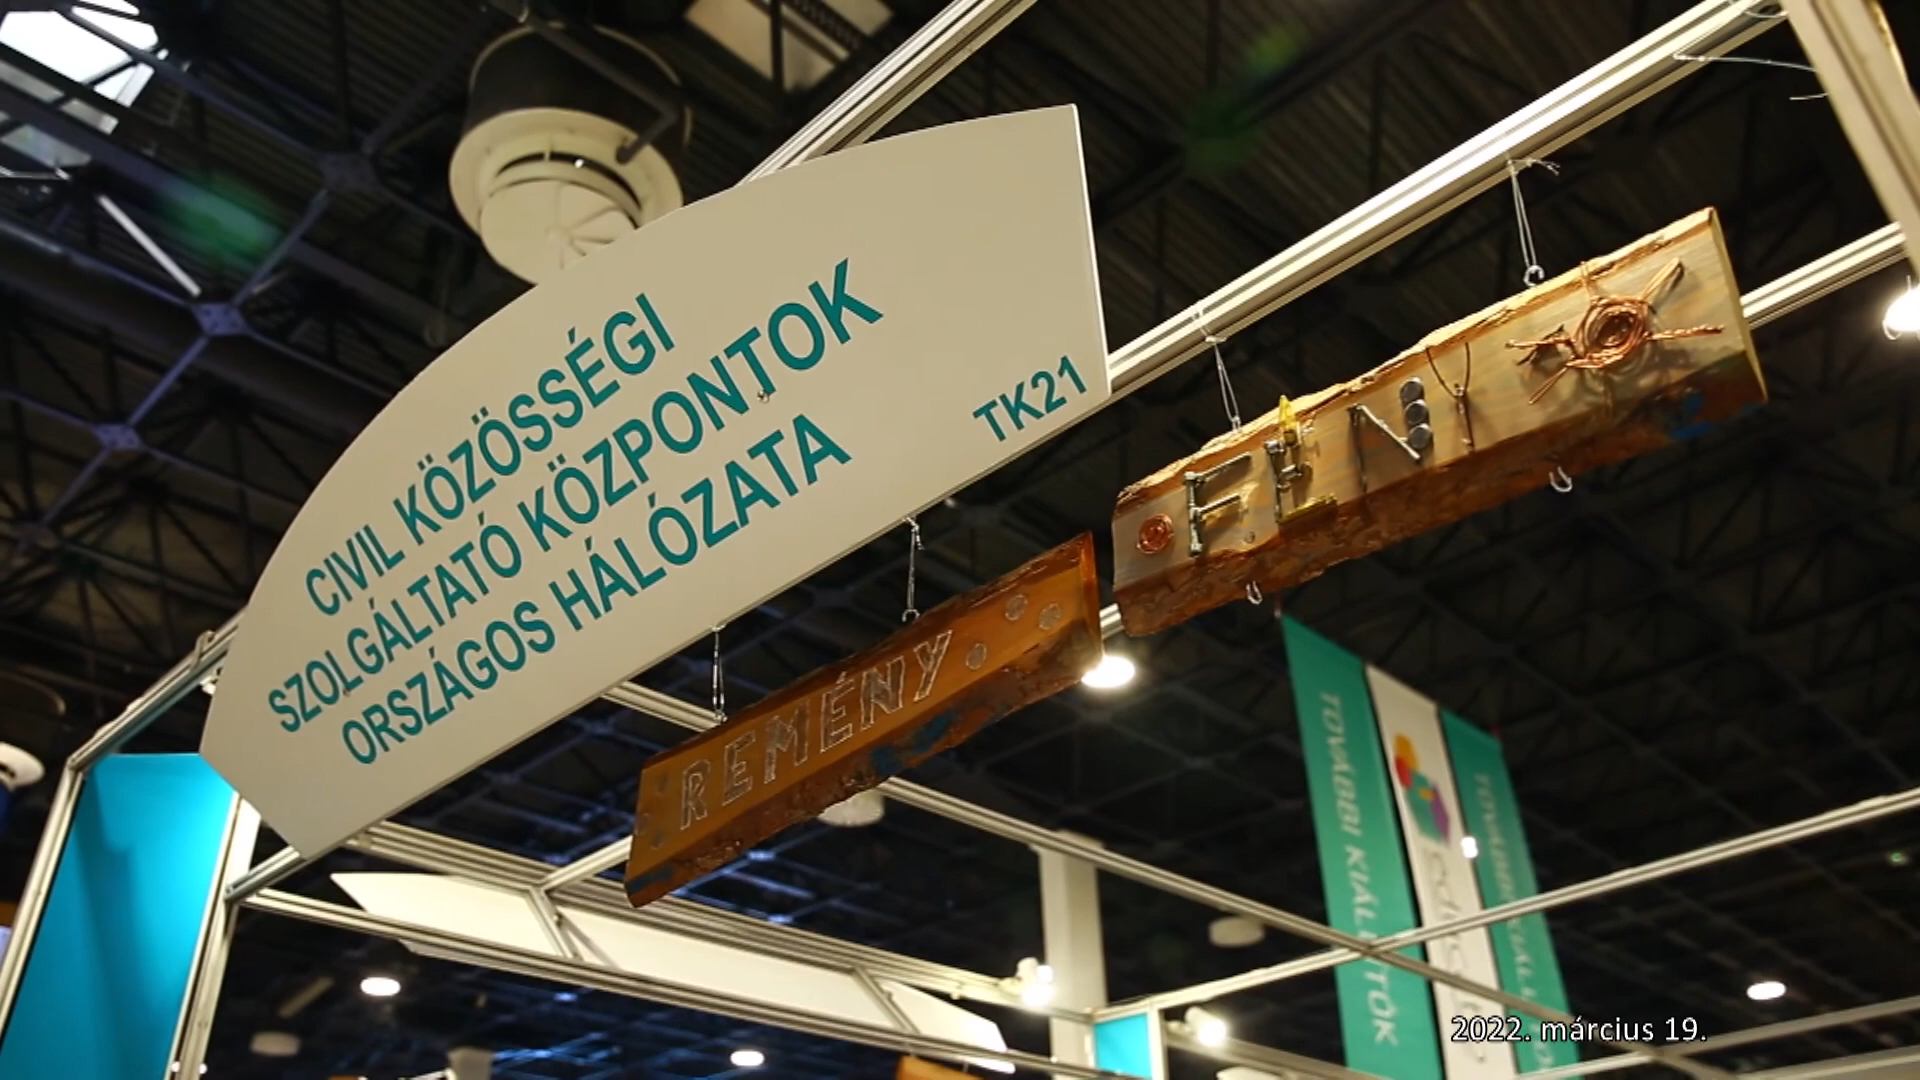 CIVIL KÖZÖSSÉGI
SZOLGÁLTATÓ KÖZPONTOK
ORSZÁGOS HÁLÓZATA
TK21
REMÉNY
FÉNY
TOVÁBBI KIÁLLÍTÓK
2022. március 19.